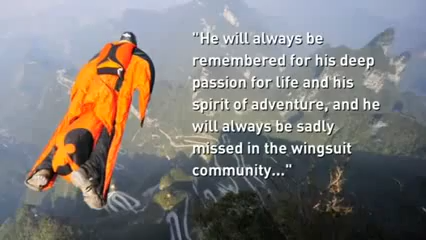 "He will always be
remembered for his deep
passion for life and his
spirit of adventure, and he
will always be sadly
missed in the wingsuit
community..."